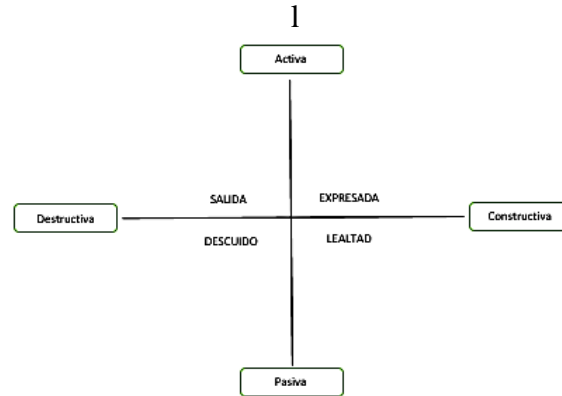 1
Activa
SALIDA EXPRESADA
Destructiva Constructiva
DESCUIDO LEALTAD
Pasiva